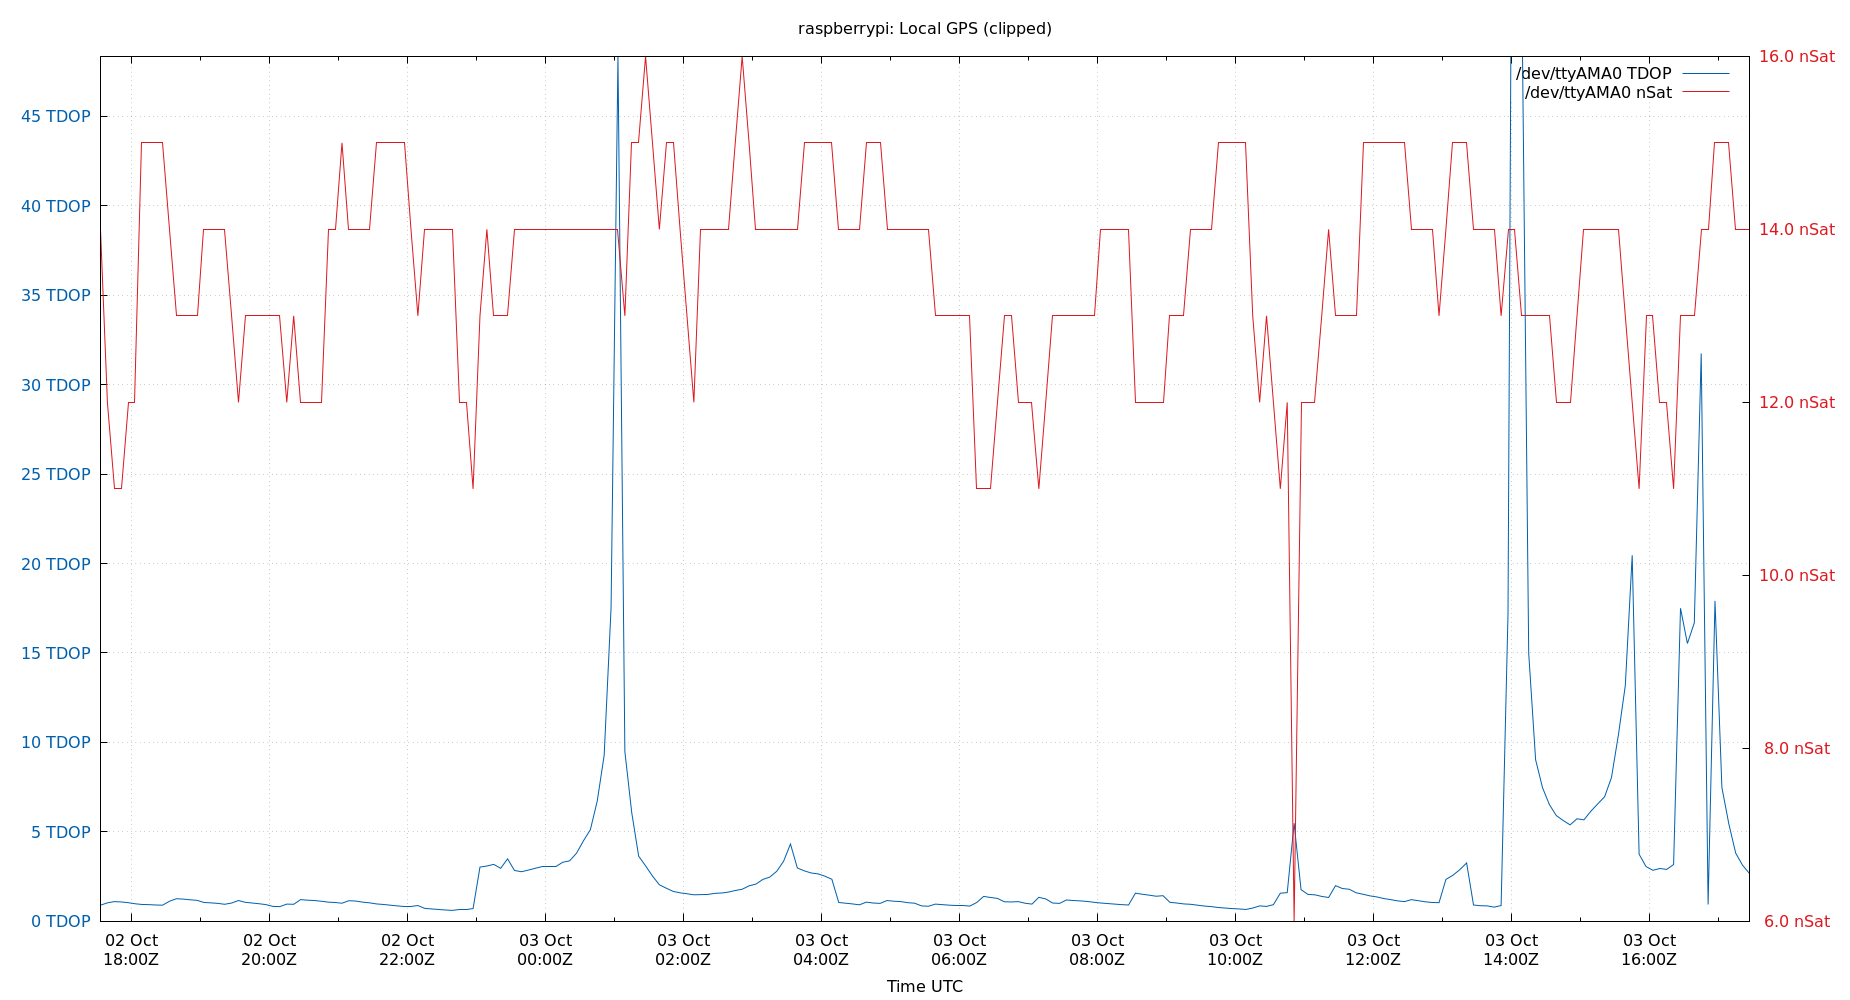 raspberrypi: Local GPS (clipped)
16.0 nSat
/dev/ttyAMA0 TDOP
/dev/ttyAMA0 nSat
45 TDOP
40 TDOP
14.0 nSat
35 TDOP
30 TDOP
12.0 nSat
25 TDOP
20 TDOP
10.0 nSat
15 TDOP
10 TDOP
8.0 nSat
5 TDOP
0 TDOP
6.0 nSat
02 Oct 02 Oct 02 Oct 03 Oct 03 Oct 03 Oct 03 Oct 03 Oct 03 Oct 03 Oct 03 Oct 03 Oct
18:00Z 20:00Z 22:00Z 00:00Z 02:00Z 04:00Z 06:00Z 08:00Z 10:00Z 12:00Z 14:00Z 16:00Z
Time UTC